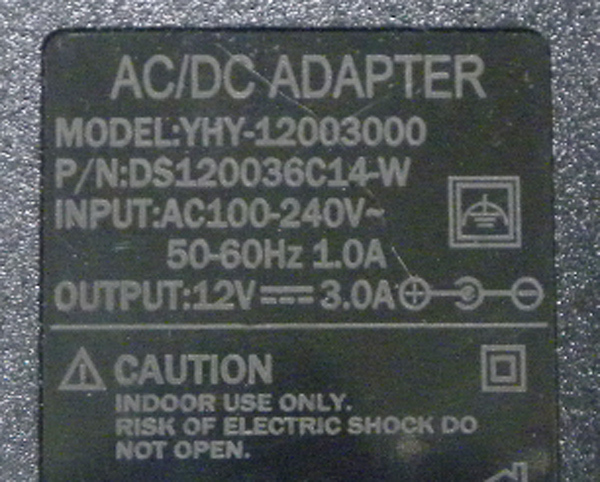 AC/DC ADAPTER
MODEL:YHY-12003000
P/N:DS120036C14-W
INPUT:AC100-240V~
50-60Hz 1.0A
OUTPUT:12V⎓3.0A
CAUTION
INDOOR USE ONLY.
RISK OF ELECTRIC SHOCK DO
NOT OPEN.